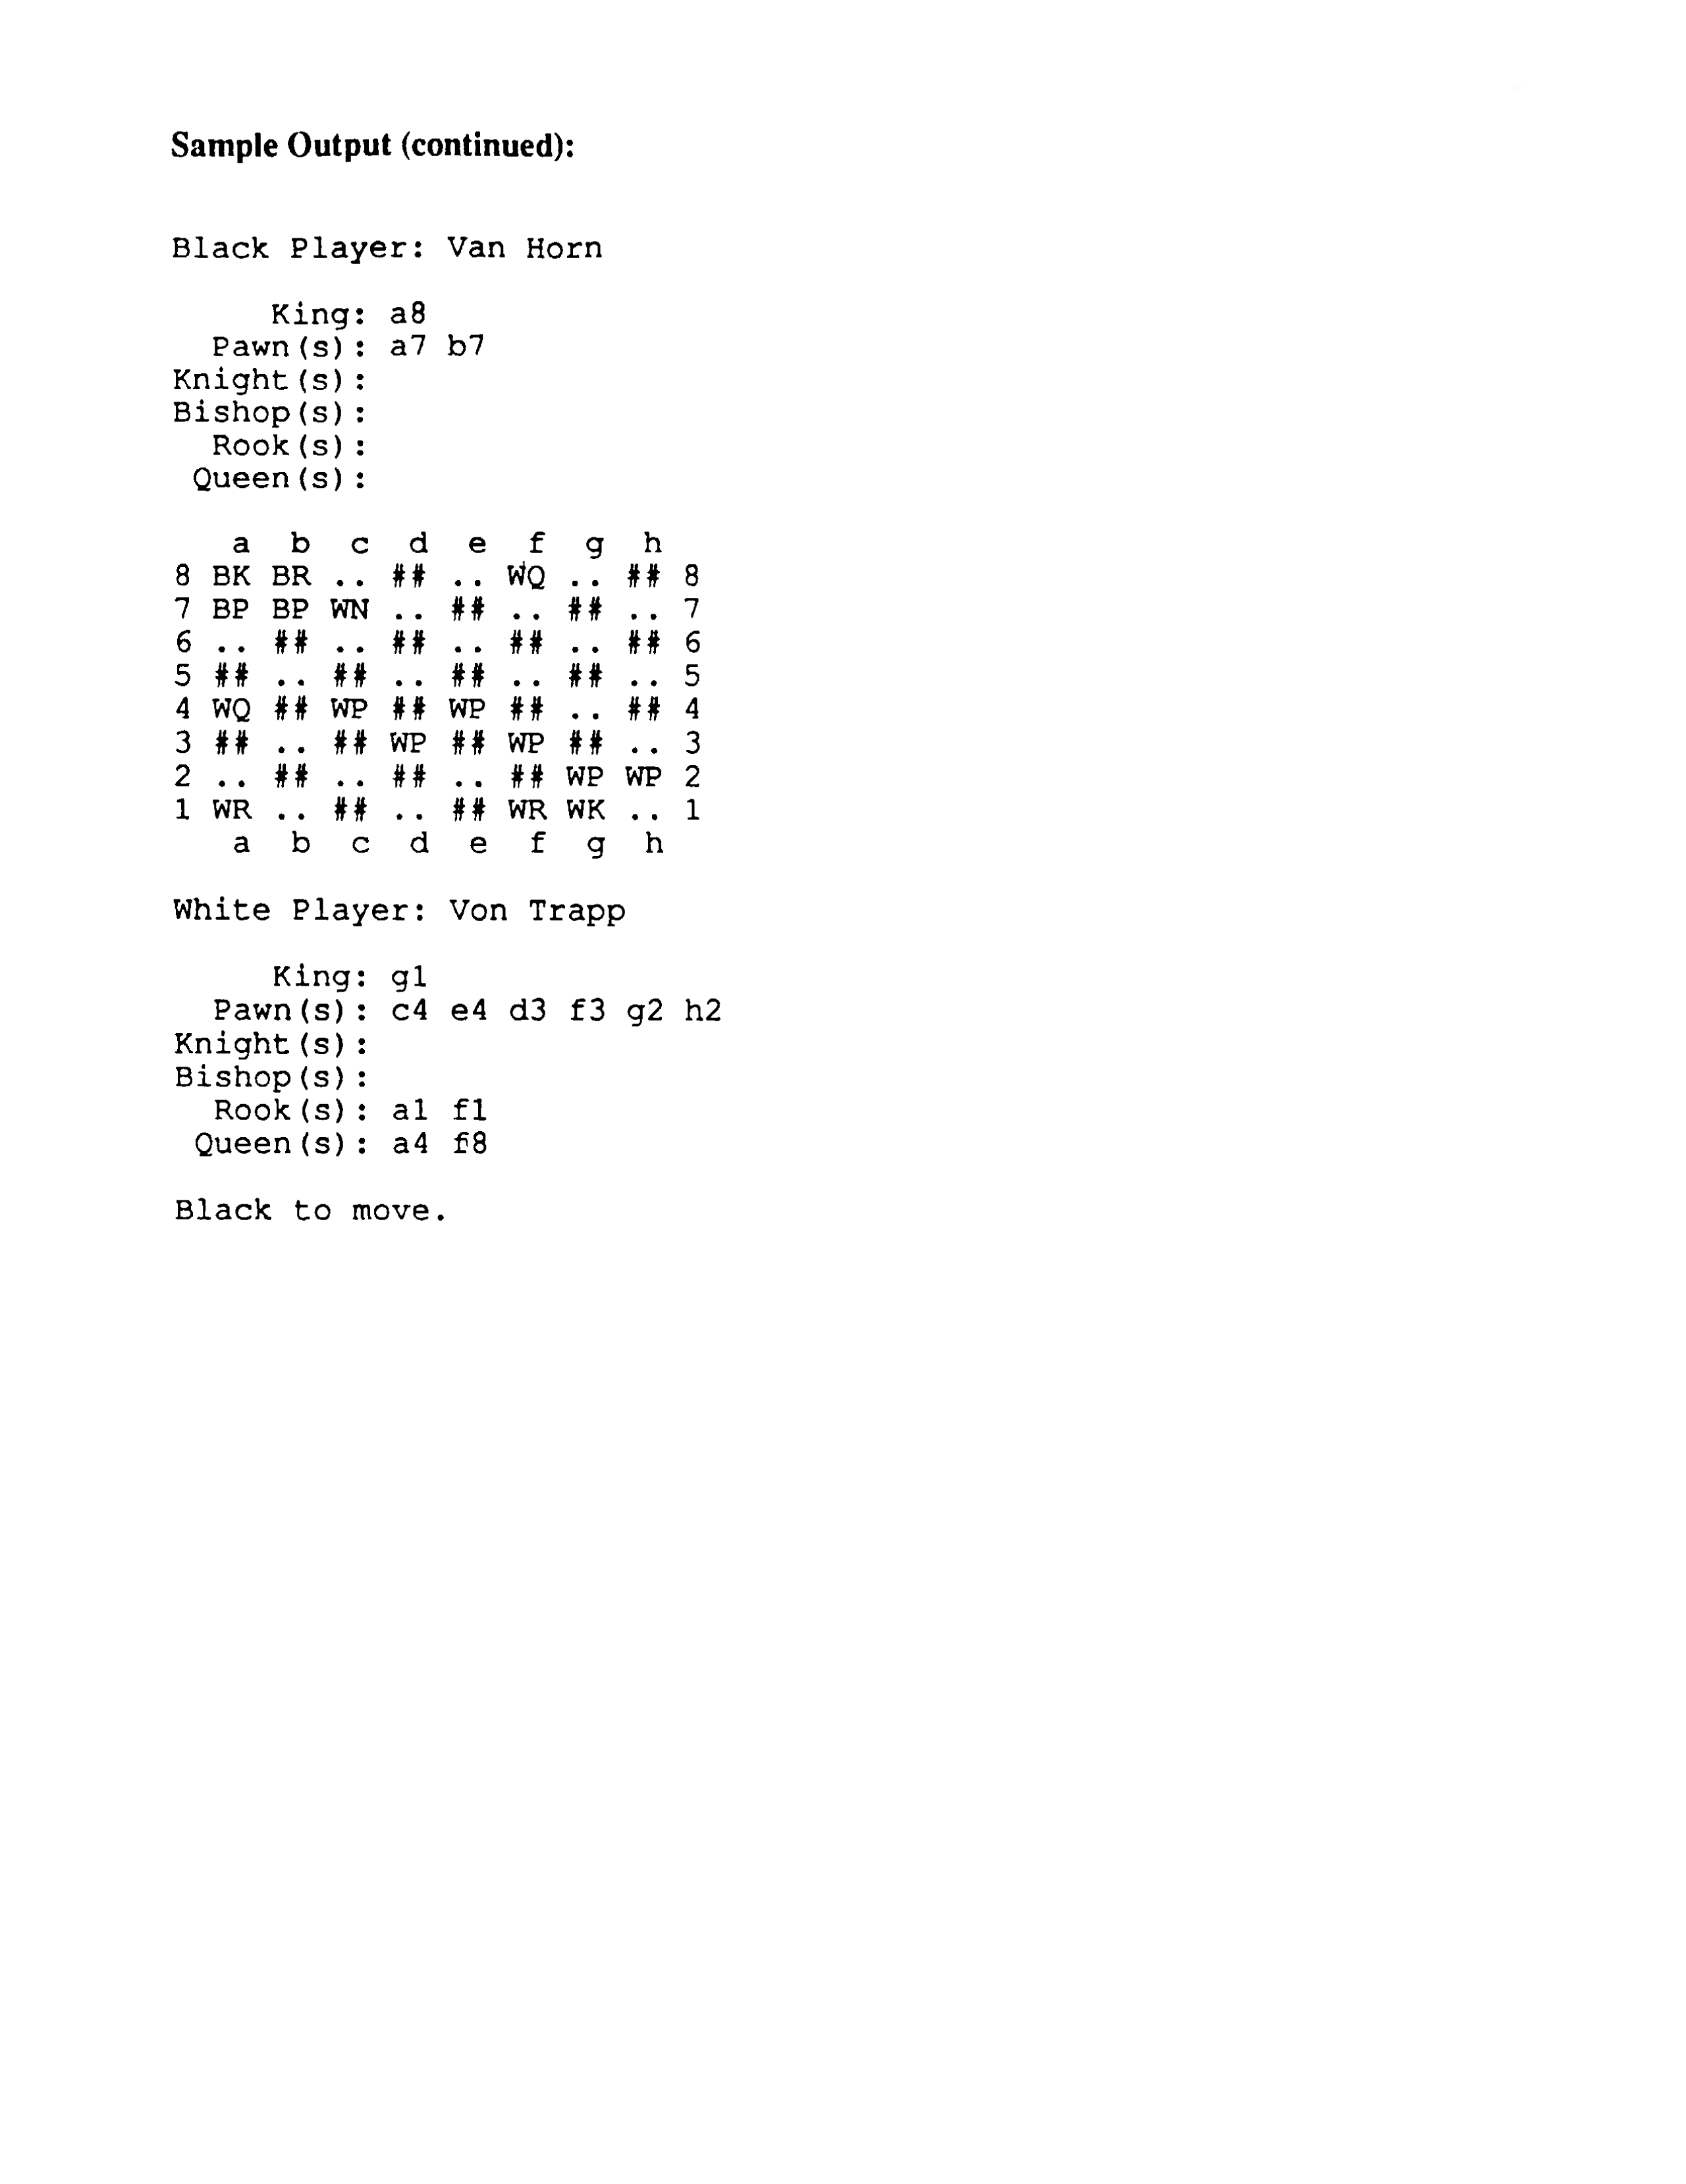 Sample Output (continued):
Black Player: Van Horn
King: a8
Pawn(s): a7 b7
Knight(s):
Bishop(s):
Rook(s):
Queen(s):
a b c d e f g h
8 BK BR .. ## .. WQ .. ## 8
7 BP BP WN .. ## .. ## .. 7
6 .. ## .. ## .. ## .. ## 6
5 ## .. ## .. ## .. ## .. 5
4 WQ ## WP ## WP ## .. ## 4
3 ## .. ## WP ## WP ## .. 3
2 .. ## .. ## .. ## WP WP 2
1 WR .. ## .. ## WR WK .. 1
a b c d e f g h
White Player: Von Trapp
King: g1
Pawn(s): c4 e4 d3 f3 g2 h2
Knight(s):
Bishop(s):
Rook(s): a1 f1
Queen(s): a4 f8
Black to move.